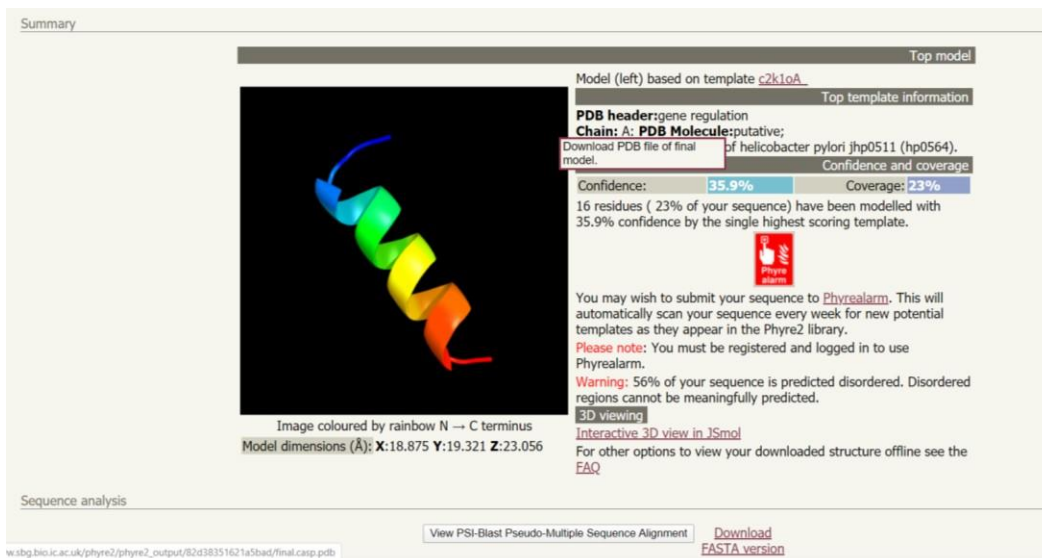 Summary
Top model
Model (left) based on template c2k1oA_
Top template information
PDB header:gene regulation
Chain: A: PDB Molecule:putative;
Download PDB file of final model.
of helicobacter pylori jhp0511 (hp0564).
Confidence and coverage
Confidence: 35.9% Coverage: 23%
16 residues ( 23% of your sequence) have been modelled with
35.9% confidence by the single highest scoring template.
Phyre
alarm
You may wish to submit your sequence to Phyrealarm. This will
automatically scan your sequence every week for new potential
templates as they appear in the Phyre2 library.
Please note: You must be registered and logged in to use
Phyrealarm.
Warning: 56% of your sequence is predicted disordered. Disordered
regions cannot be meaningfully predicted.
3D viewing
Interactive 3D view in JSmol
For other options to view your downloaded structure offline see the
FAQ
Image coloured by rainbow N → C terminus
Model dimensions (Å): X:18.875 Y:19.321 Z:23.056
Sequence analysis
View PSI-Blast Pseudo-Multiple Sequence Alignment
Download
FASTA version
w.sbg.bio.ic.ac.uk/phyre2/phyre2_output/82d38351621a5bad/final.casp.pdb